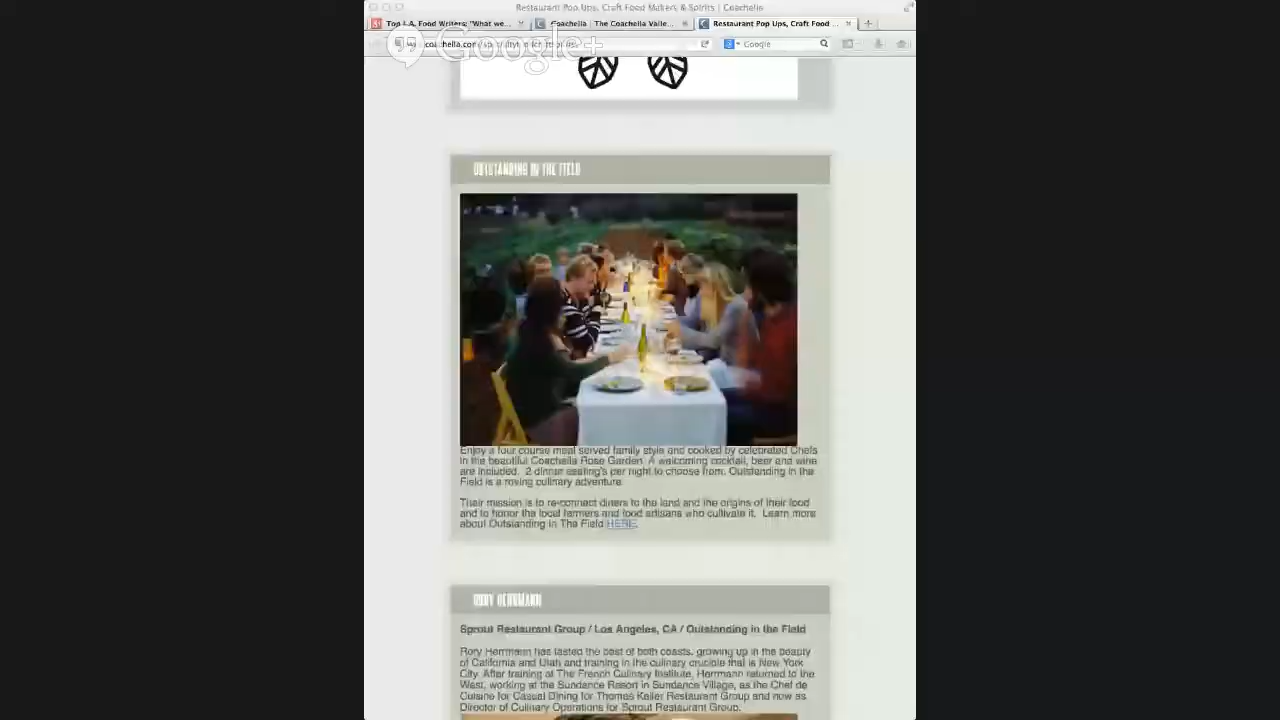 Restaurant Pop Ups, Craft Food Makers & Spirits | Coachella
Top L.A. Food Writers: "What we...
Coachella | The Coachella Valle...
Restaurant Pop Ups, Craft Food ...
Google
Google+
OUTSTANDING IN THE FIELD
Enjoy a four course meal served family style and cooked by celebrated Chefs
in the beautiful Coachella Rose Garden. A welcoming cocktail, beer and wine
are included. 2 dinner seating's per night to choose from. Outstanding in the
Field is a roving culinary adventure.
Their mission is to re-connect diners to the land and the origins of their food
and to honor the local farmers and food artisans who cultivate it. Learn more
about Outstanding in The Field HERE.
RORY HERRMANN
Sprout Restaurant Group / Los Angeles, CA / Outstanding in the Field
Rory Herrmann has tasted the best of both coasts, growing up in the beauty
of California and Utah and training in the culinary crucible that is New York
City. After training at The French Culinary Institute, Herrmann returned to the
West, working at the Sundance Resort in Sundance Village, as the Chef de
Cuisine for Casual Dining for Thomas Keller Restaurant Group and now as
Director of Culinary Operations for Sprout Restaurant Group.